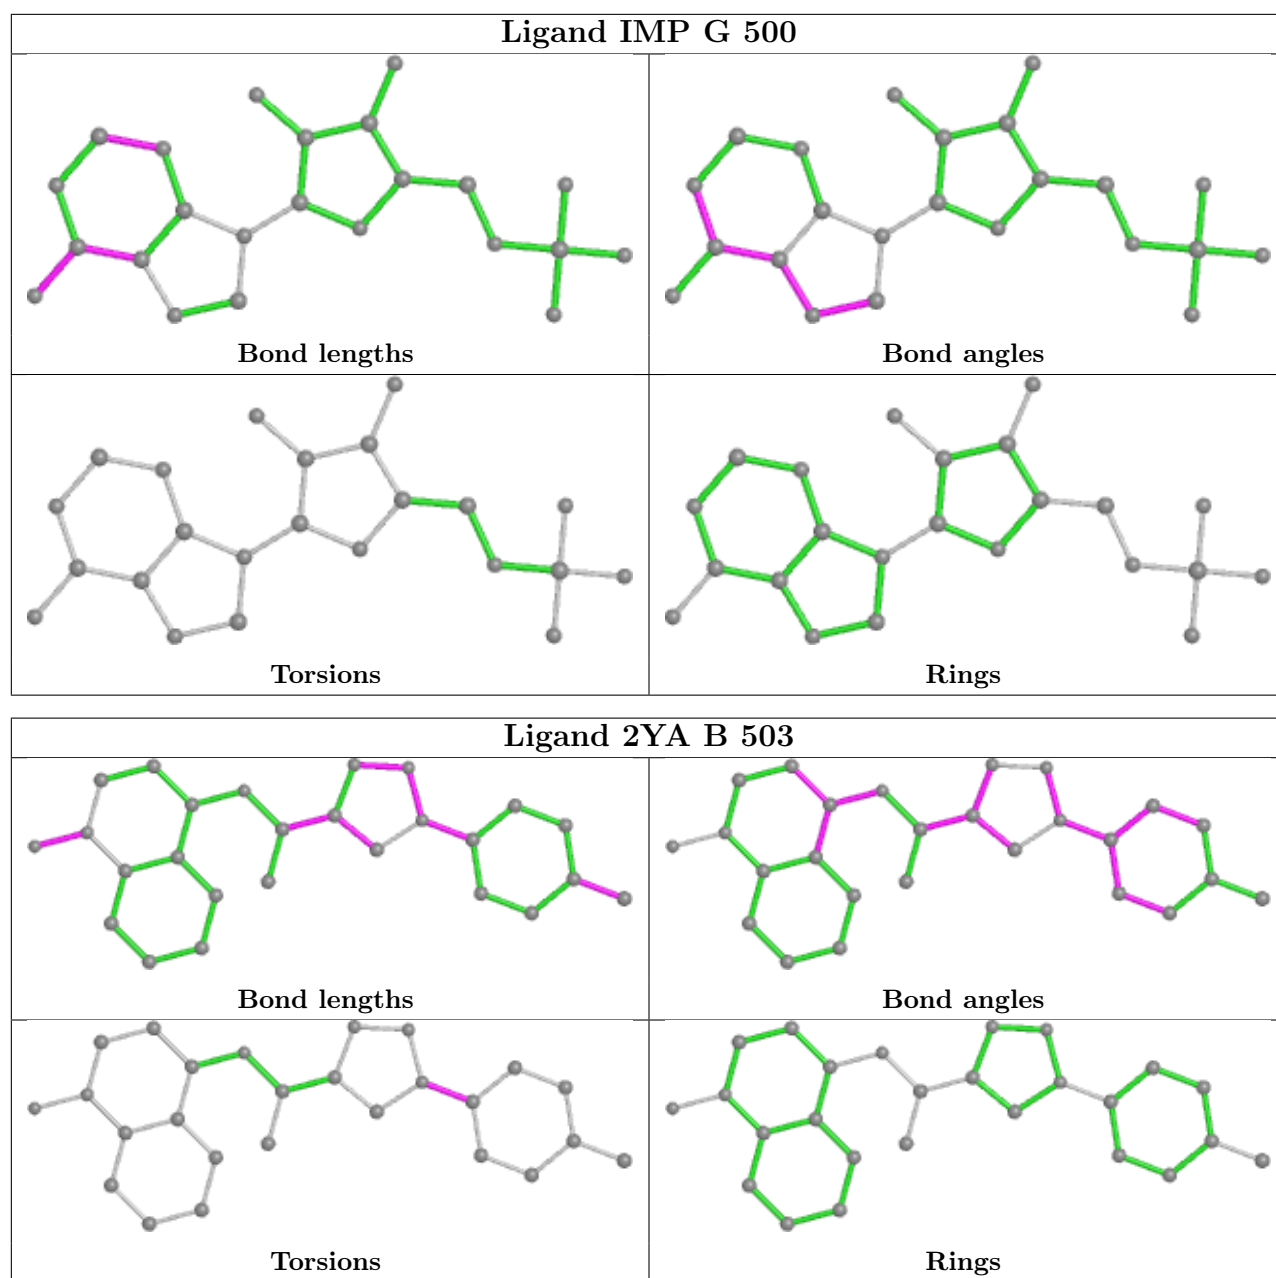 Ligand IMP G 500
Bond lengths
Bond angles
Torsions
Rings
Ligand 2YA B 503
Bond lengths
Bond angles
Torsions
Rings